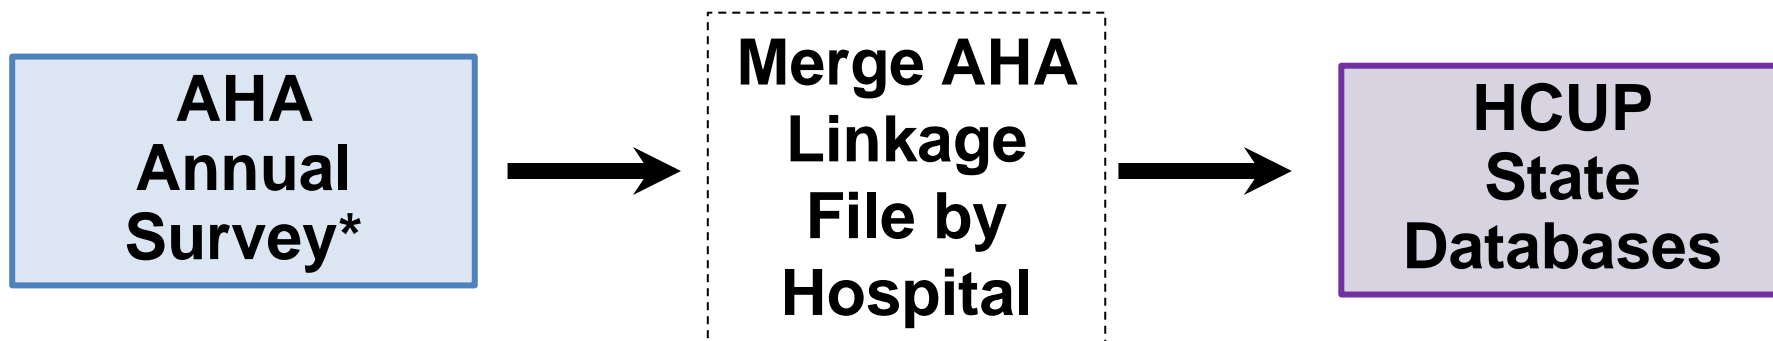 AHA
Annual
Survey*
Merge AHA
Linkage
File by
Hospital
HCUP
State
Databases